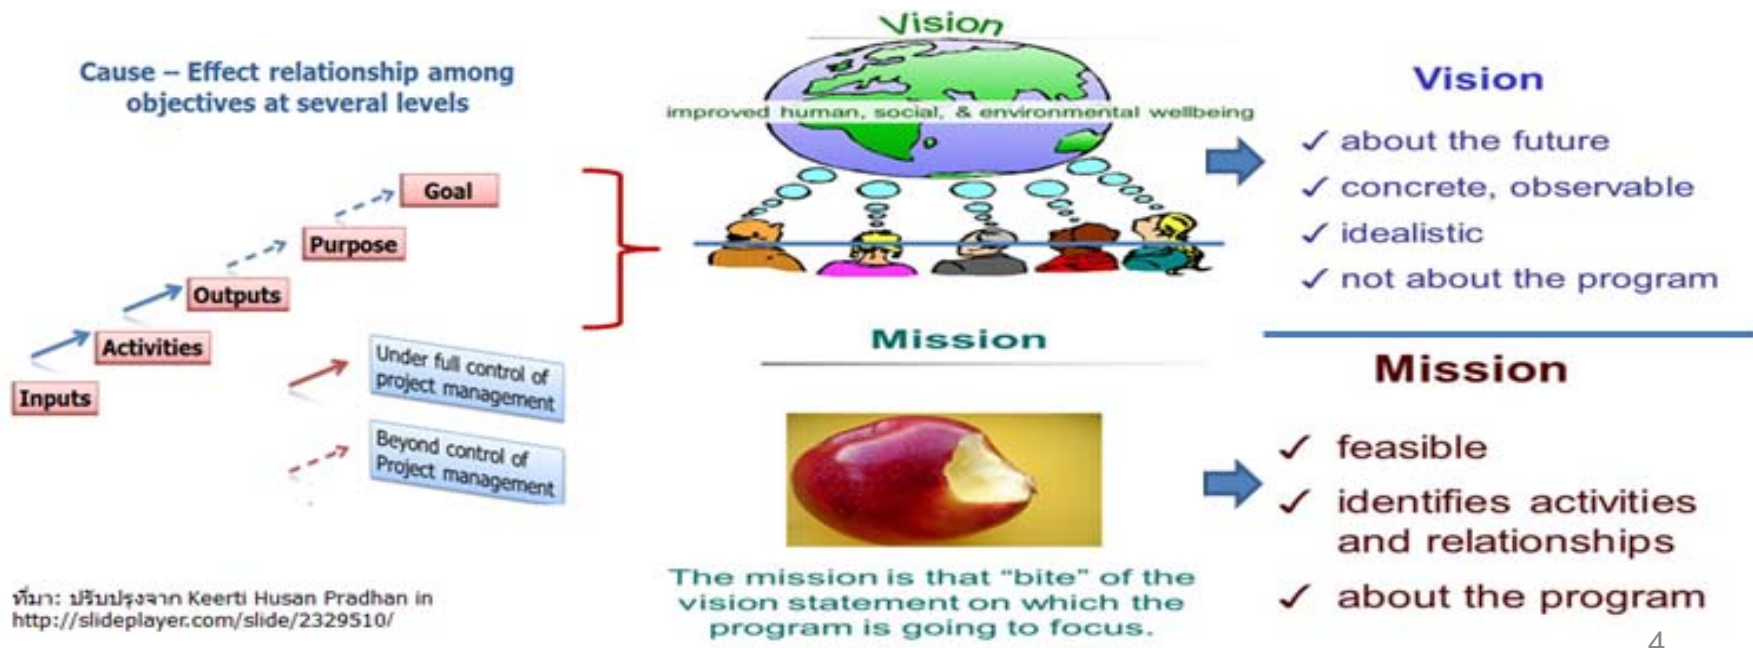 Cause – Effect relationship among
objectives at several levels
Goal
Purpose
Outputs
Activities
Inputs
Under full control of
project management
Beyond control of
Project management
ที่มา: ปรับปรุงจาก Keerti Husan Pradhan in
http://slideplayer.com/slide/2329510/
Vision
improved human, social, & environmental wellbeing
Mission
The mission is that "bite" of the
vision statement on which the
program is going to focus.
Vision
✓ about the future
✓ concrete, observable
✓ idealistic
✓ not about the program
Mission
✓ feasible
✓ identifies activities
and relationships
✓ about the program
4